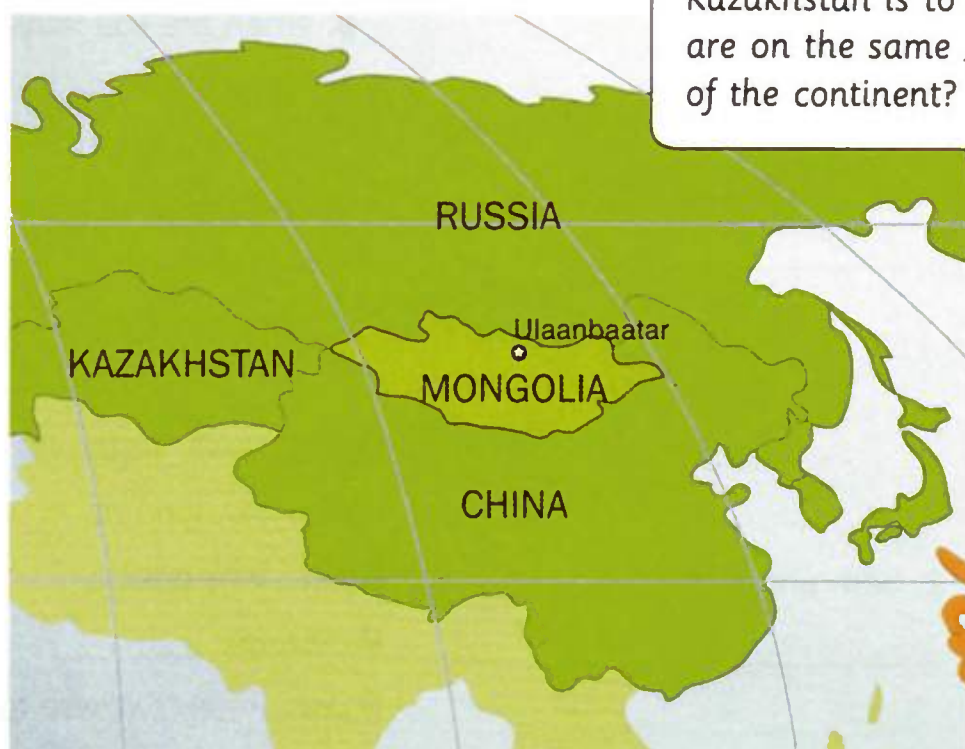 Kazakhstan is to
are on the same
of the continent?
RUSSIA
Ulaanbaatar
KAZAKHSTAN
MONGOLIA
CHINA